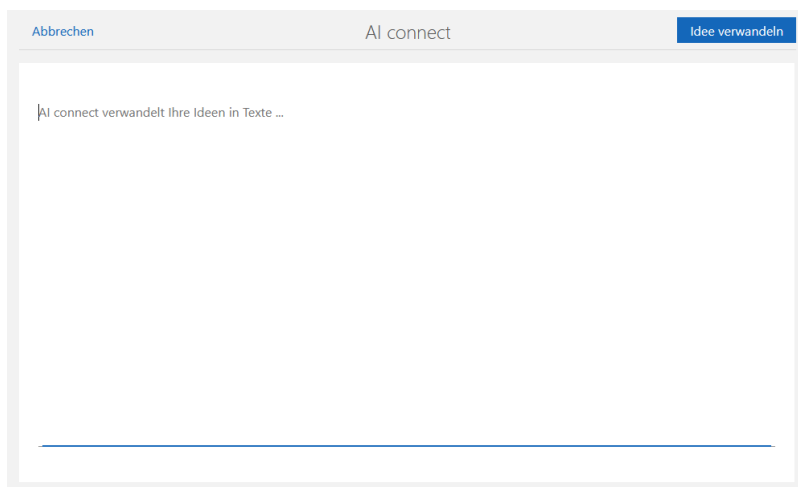 Abbrechen
AI connect
Idee verwandeln
AI connect verwandelt Ihre Ideen in Texte ...